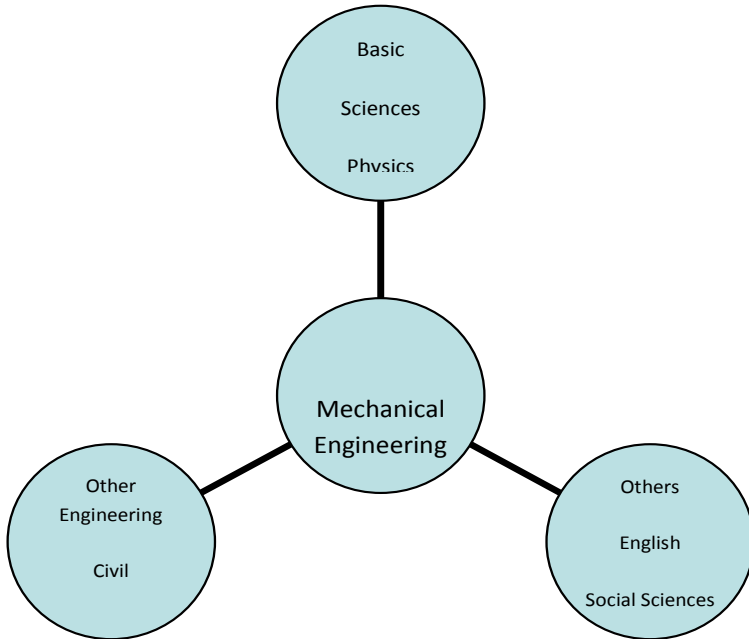 Basic
Sciences
Physics
Mechanical
Engineering
Other
Engineering
Civil
Others
English
Social Sciences